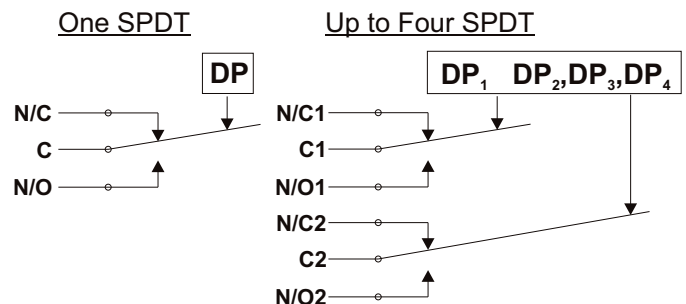 One SPDT
DP
N/C
C
N/O
Up to Four SPDT
DP₁ DP₂,DP₃,DP₄
N/C1
C1
N/O1
N/C2
C2
N/O2